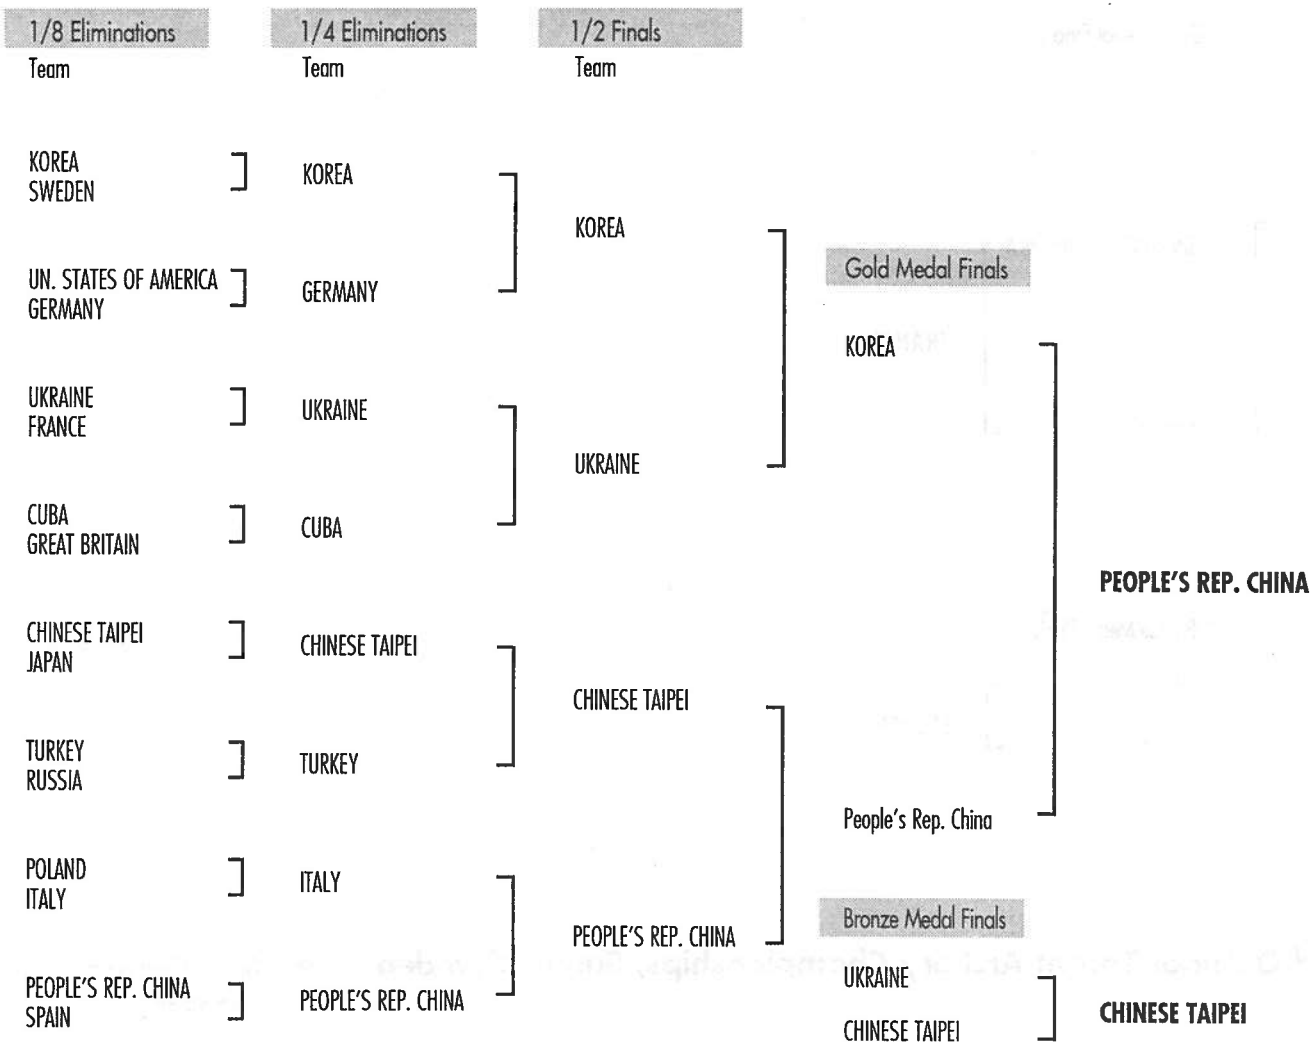 1/8 Eliminations
Team
KOREA
SWEDEN
UN. STATES OF AMERICA
GERMANY
UKRAINE
FRANCE
CUBA
GREAT BRITAIN
CHINESE TAIPEI
JAPAN
TURKEY
RUSSIA
POLAND
ITALY
PEOPLE'S REP. CHINA
SPAIN
1/4 Eliminations
Team
KOREA
GERMANY
UKRAINE
CUBA
CHINESE TAIPEI
TURKEY
ITALY
PEOPLE'S REP. CHINA
1/2 Finals
Team
KOREA
UKRAINE
CHINESE TAIPEI
PEOPLE'S REP. CHINA
Gold Medal Finals
KOREA
People's Rep. China
PEOPLE'S REP. CHINA
Bronze Medal Finals
UKRAINE
CHINESE TAIPEI
CHINESE TAIPEI